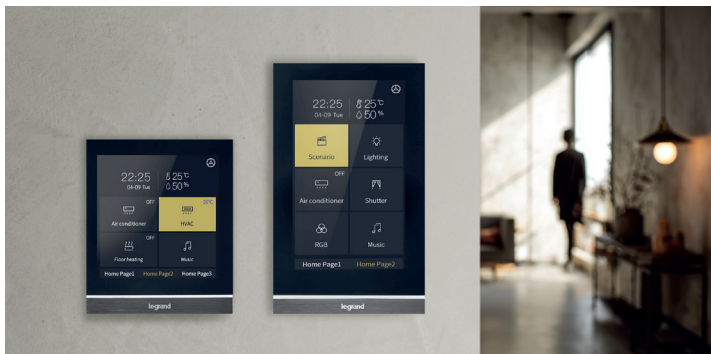 22:25
25℃
04-09 Tue
50%
OFF
20℃
Air conditioner
HVAC
OFF
Floor heating
Music
Home Page1
Home Page2
Home Page3
legrand
22:25
25℃
04-09 Tue
50%
Scenario
Lighting
OFF
Air conditioner
Shutter
RGB
Music
Home Page1
Home Page2
legrand